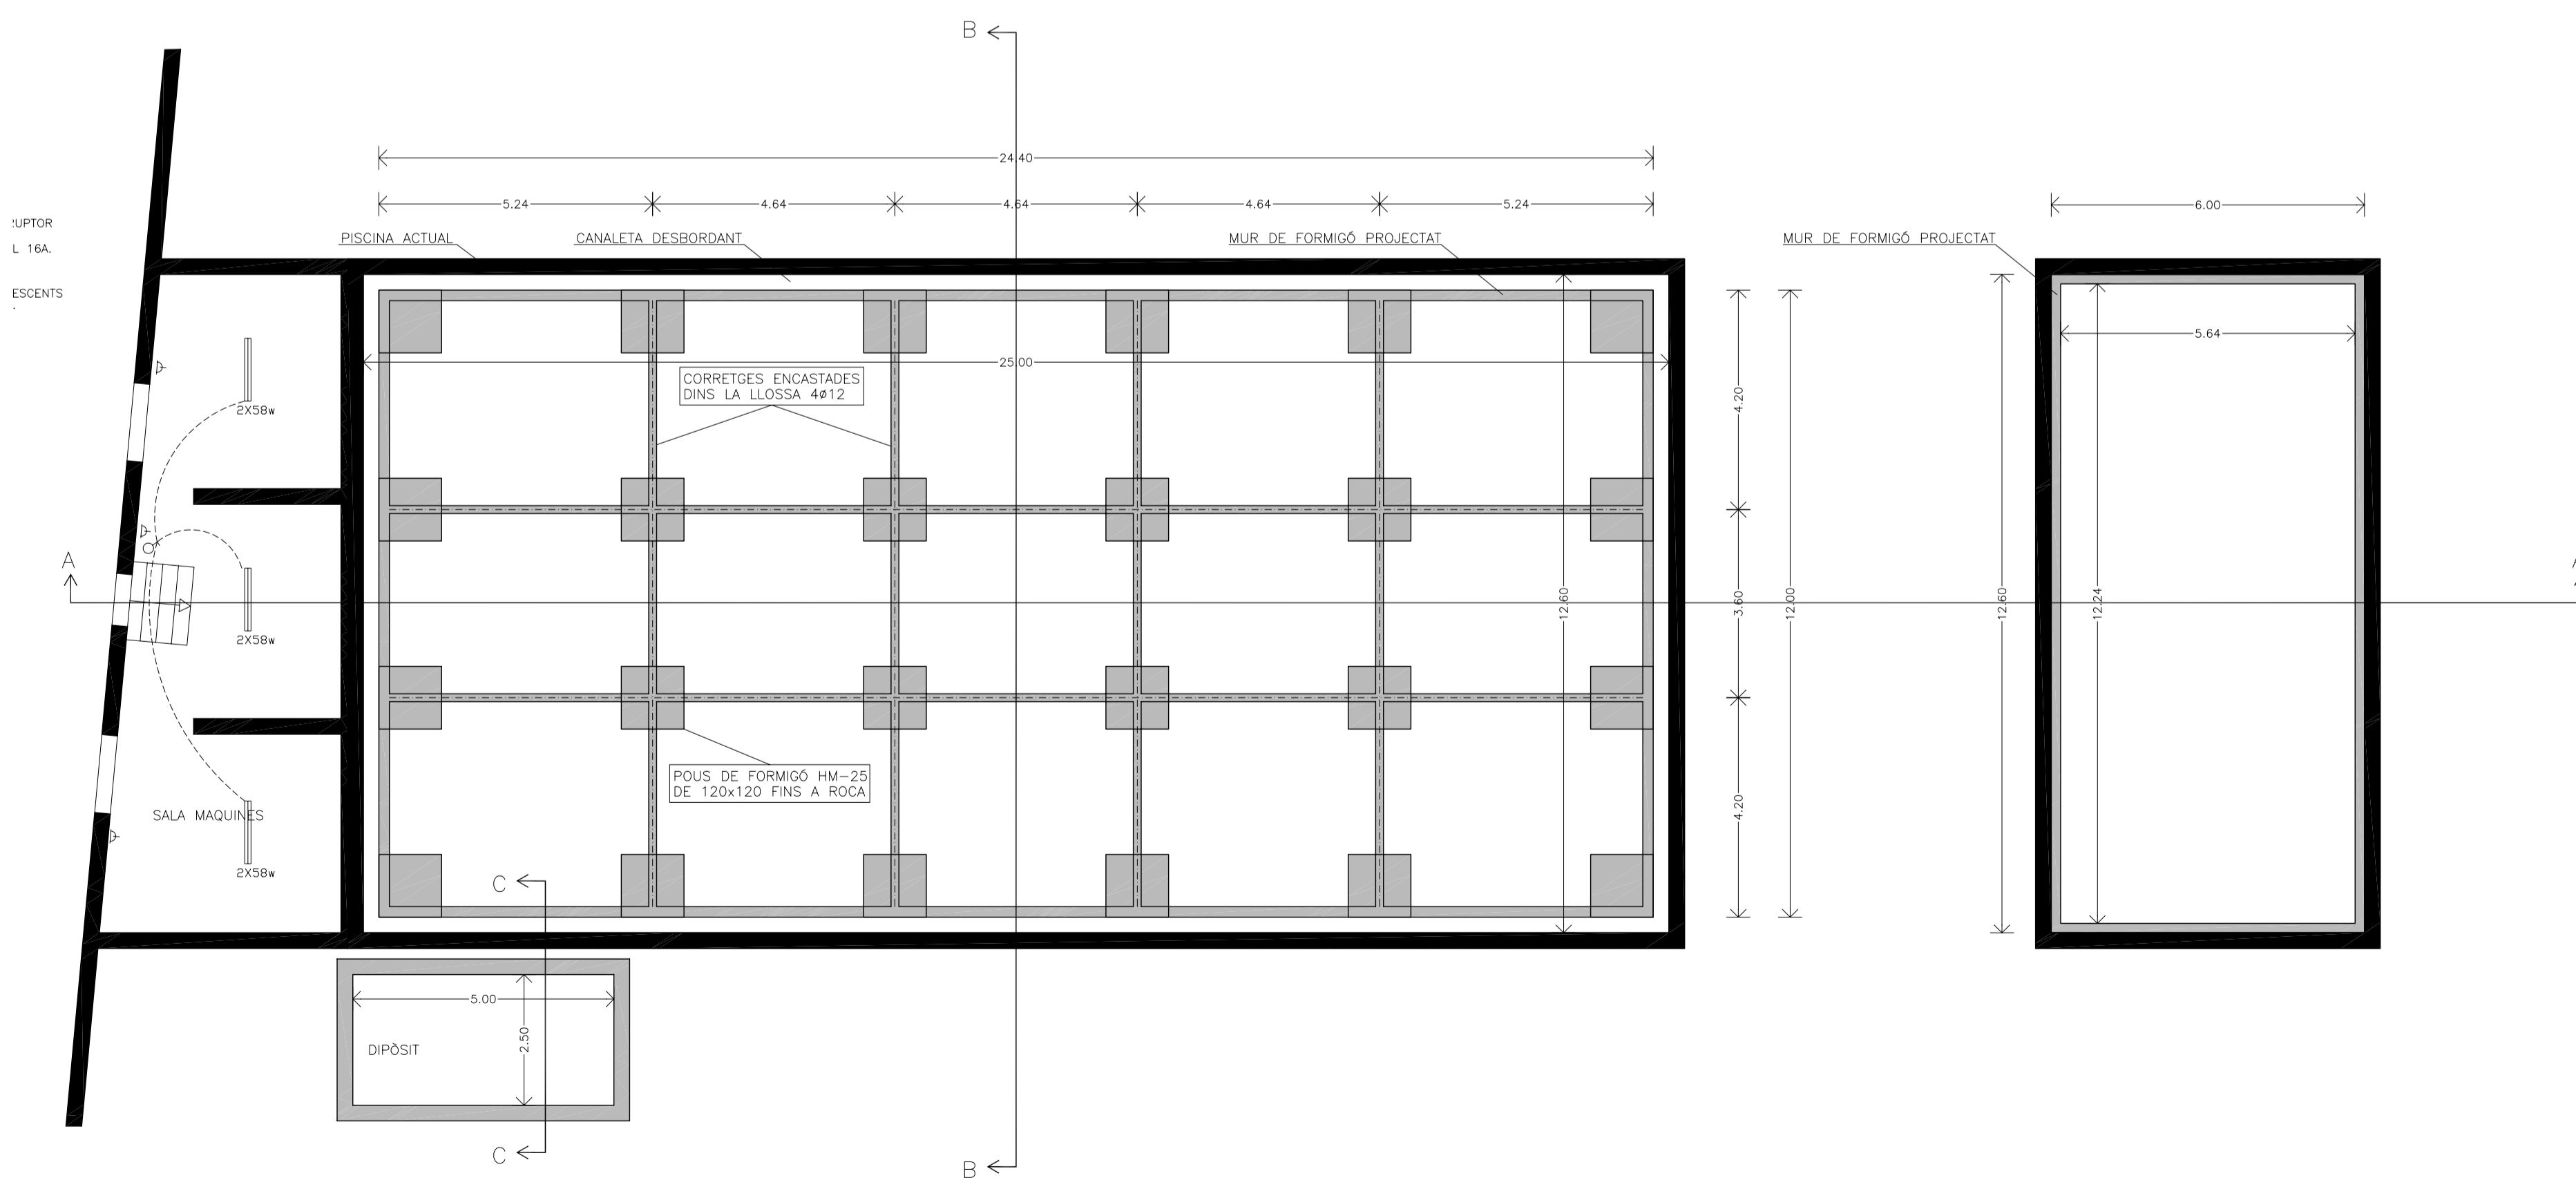 B
24.40
5.24
4.64
4.64
4.64
5.24
6.00
L 16A.
PISCINA ACTUAL
CANALETA DESBORDANT
MUR DE FORMIGÓ PROJECTAT
MUR DE FORMIGÓ PROJECTAT
5.64
25.00
CORRETGES ENCASTADES
DINS LA LLOSSA 4ø12
4.20
2X58w
A
12.60
3.60
12.00
12.60
12.24
2X58w
POUS DE FORMIGÓ HM-25
DE 120x120 FINS A ROCA
4.20
SALA MAQUINES
2X58w
C
5.00
2.50
DIPÒSIT
C
B